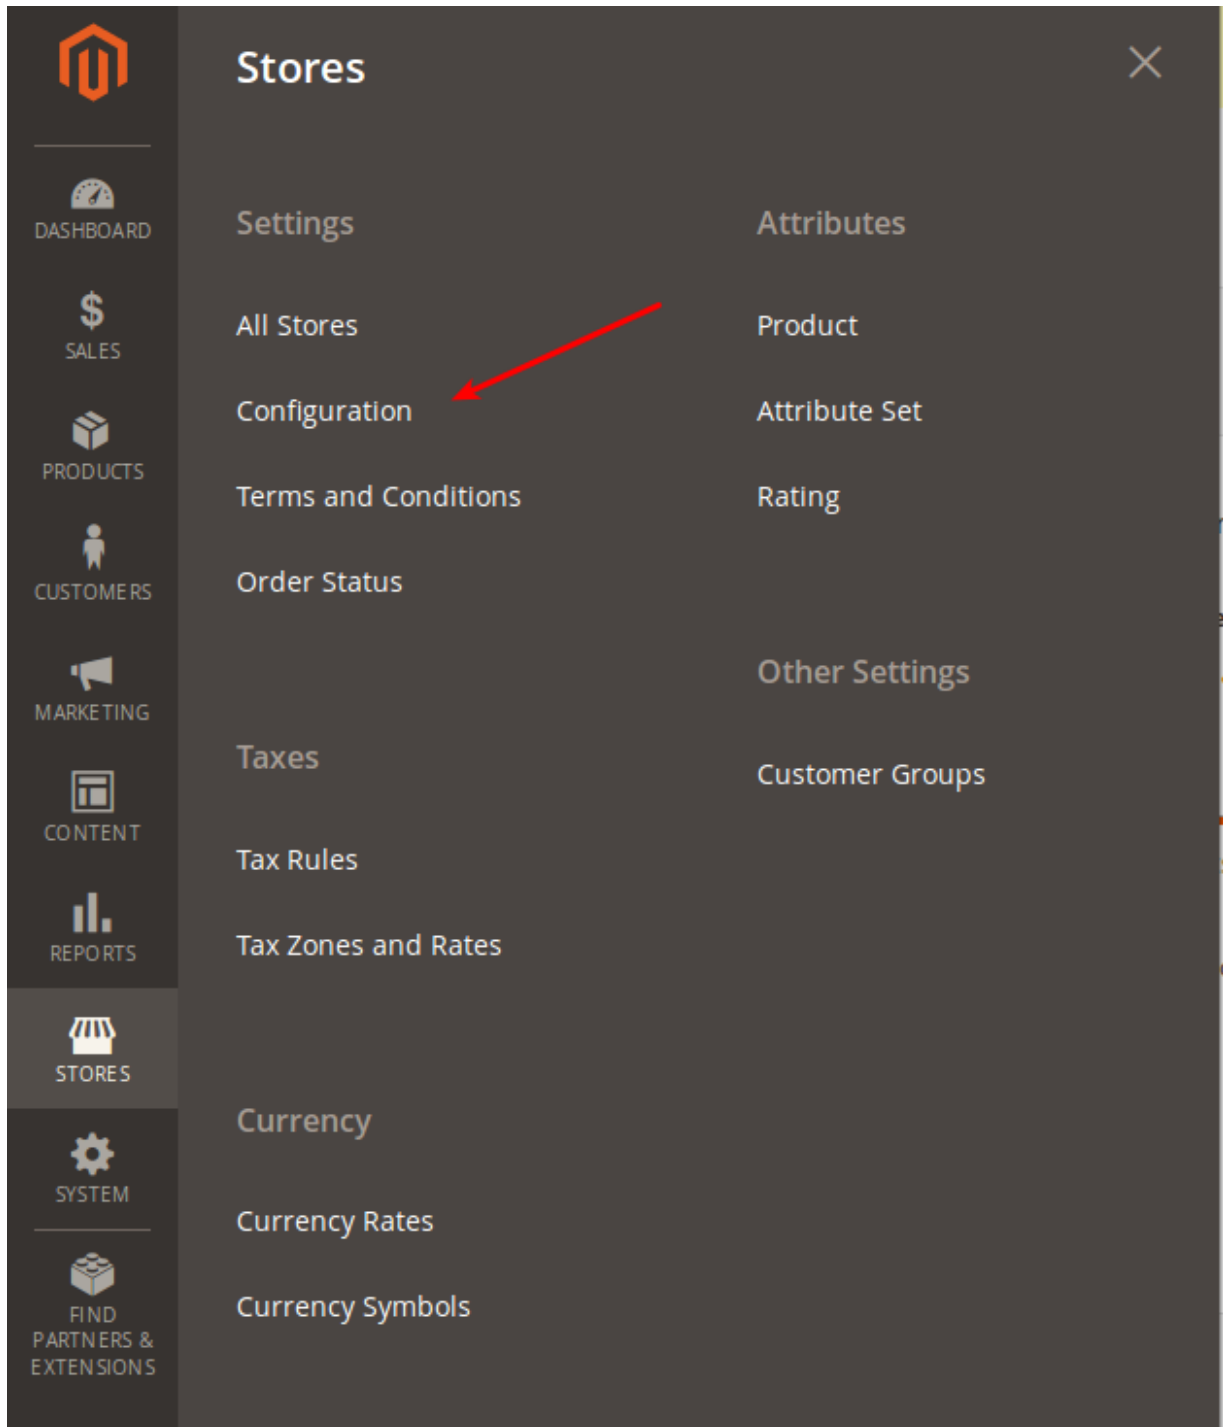 DASHBOARD
SALES
PRODUCTS
CUSTOMERS
MARKETING
CONTENT
REPORTS
STORES
SYSTEM
FIND
PARTNERS &
EXTENSIONS
Stores
Settings
All Stores
Configuration
Terms and Conditions
Order Status
Taxes
Tax Rules
Tax Zones and Rates
Currency
Currency Rates
Currency Symbols
Attributes
Product
Attribute Set
Rating
Other Settings
Customer Groups